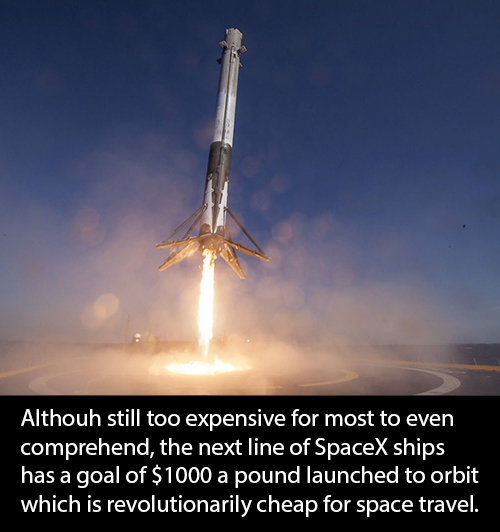 Althouh still too expensive for most to even
comprehend, the next line of SpaceX ships
has a goal of $1000 a pound launched to orbit
which is revolutionarily cheap for space travel.